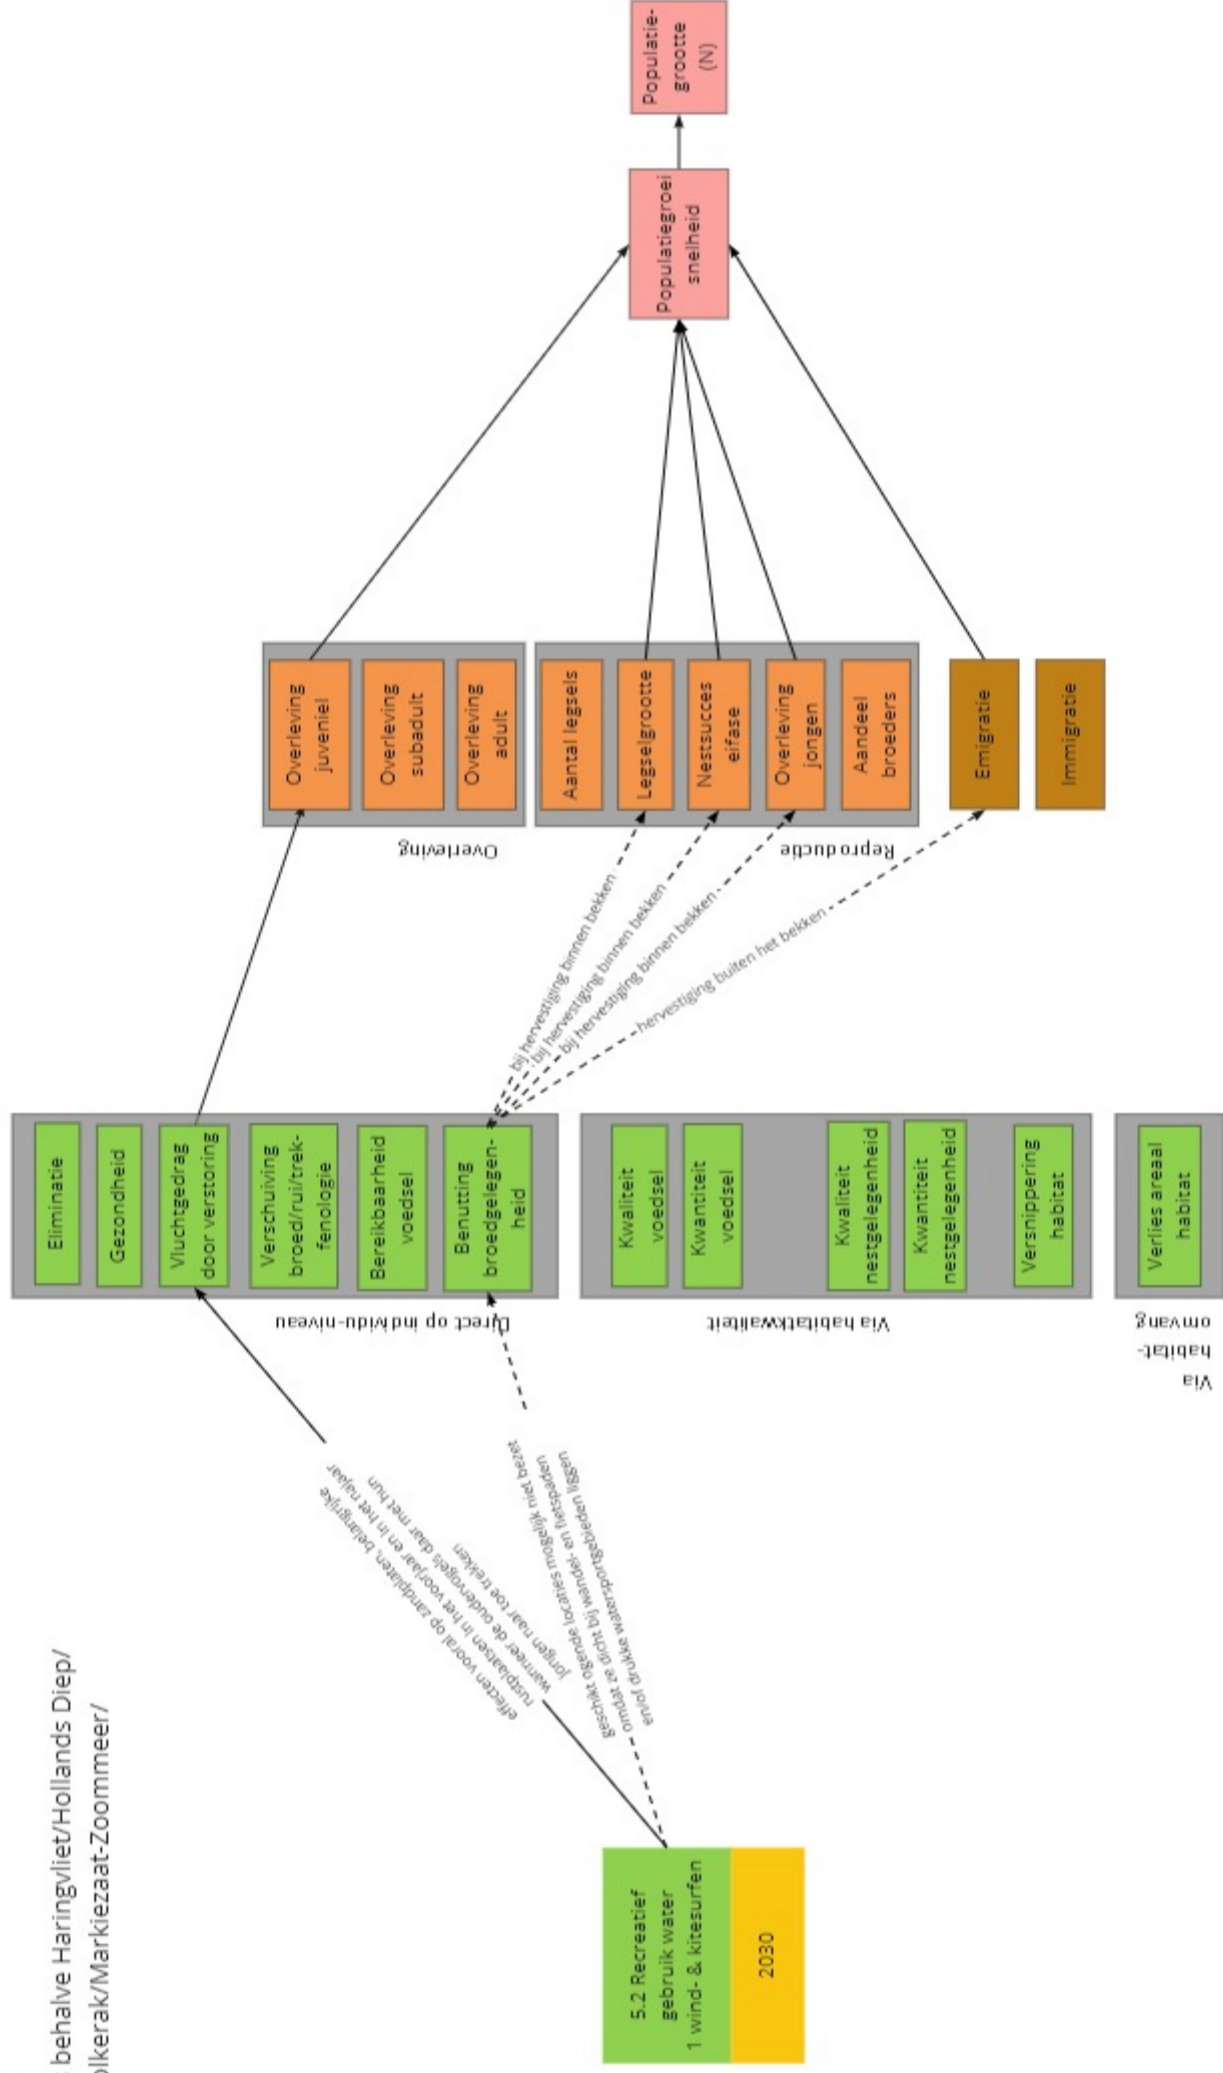 behalve Haringvliet/Hollands Diep/
olkerak/Markiezaat-Zoommeer/
5.2 Recreatief
gebruik water
1 wind- & kitesurfen
2030
effecten vooral op zandplaten, belangrijke
rustplaatsen in het voorjaar en in het najaar
wanneer de oudervogels daar met hun
jongen naar toe trekken
geschikt ogende locaties mogelijk niet bezet
omdat ze dicht bij wandel- en fietspaden
en/of drukke watersportgebieden liggen
Direct op individu-niveau
Eliminatie
Gezondheid
Vluchtgedrag
door verstoring
Verschuiving
broed/rui/trek-
fenologie
Bereikbaarheid
voedsel
Benutting
broedgelegen-
heid
Via habitatkwaliteit
Kwaliteit
voedsel
Kwantiteit
voedsel
Kwaliteit
nestgelegenheid
Kwantiteit
nestgelegenheid
Versnippering
habitat
Via
habitat-
omvang
Verlies areaal
habitat
bij hervestiging binnen bekken
bij hervestiging binnen bekken
bij hervestiging binnen bekken
hervestiging buiten het bekken
Overleving
Overleving
juveniel
Overleving
subadult
Overleving
adult
Reproductie
Aantal legsels
Legselgrootte
Nestsucces
eifase
Overleving
jongen
Aandeel
broeders
Emigratie
Immigratie
Populatiegroei
snelheid
Populatie-
grootte
(N)